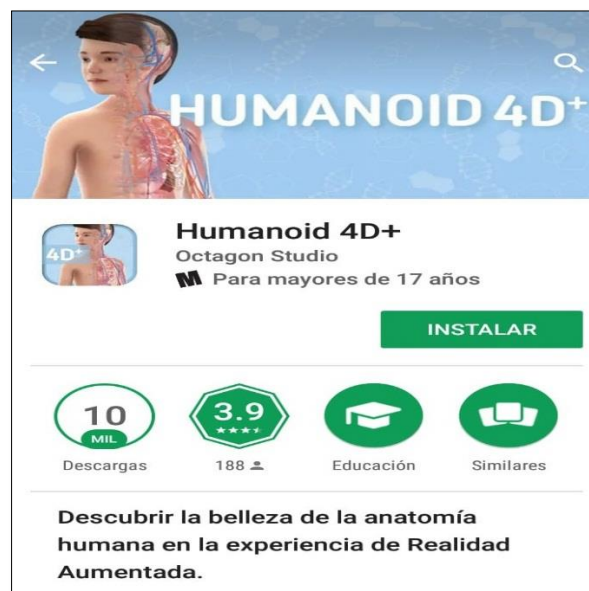 HUMANOID 4D+
4D+
Humanoid 4D+
Octagon Studio
M Para mayores de 17 años
INSTALAR
10
MIL
3.9
Descargas
188
Educación
Similares
Descubrir la belleza de la anatomía
humana en la experiencia de Realidad
Aumentada.